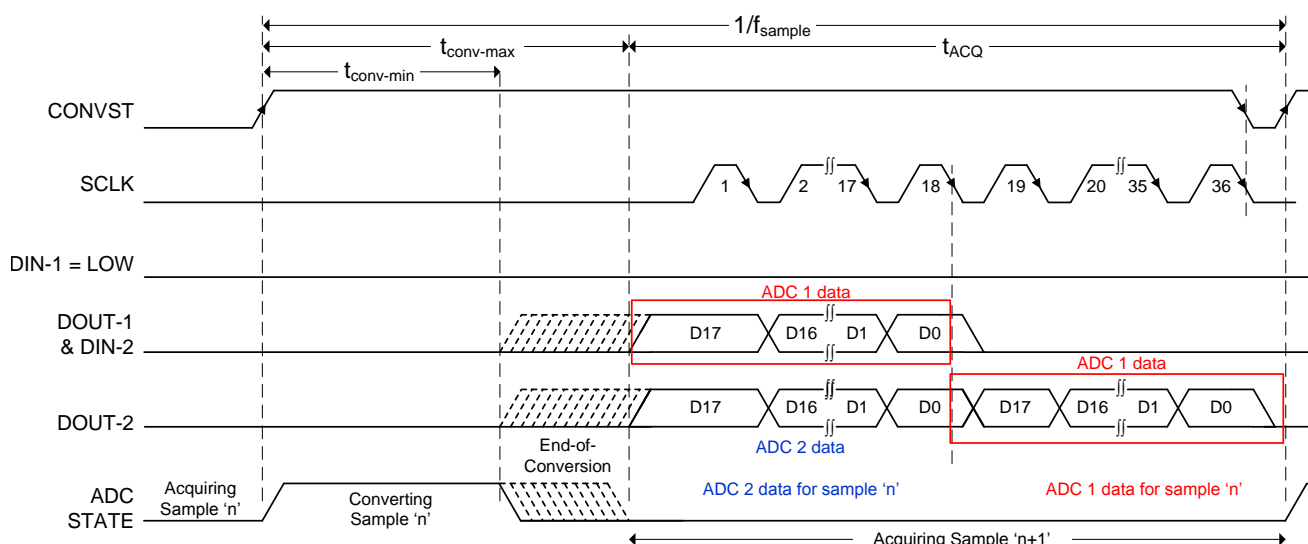 1/fsample
tconv-max
tACQ
tconv-min
CONVST
SCLK
1 2 ∫∫ 17 18 19 20 ∫∫ 35 36
DIN-1 = LOW
ADC 1 data
DOUT-1
& DIN-2
D17 D16 ∫∫ D1 D0
ADC 1 data
DOUT-2
D17 D16 ∫∫ D1 D0 D17 D16 ∫∫ D1 D0
End-of-
Conversion
ADC 2 data
ADC
STATE
Acquiring
Sample ‘n’
Converting
Sample ‘n’
ADC 2 data for sample ‘n’
ADC 1 data for sample ‘n’
Acquiring Sample ‘n+1’